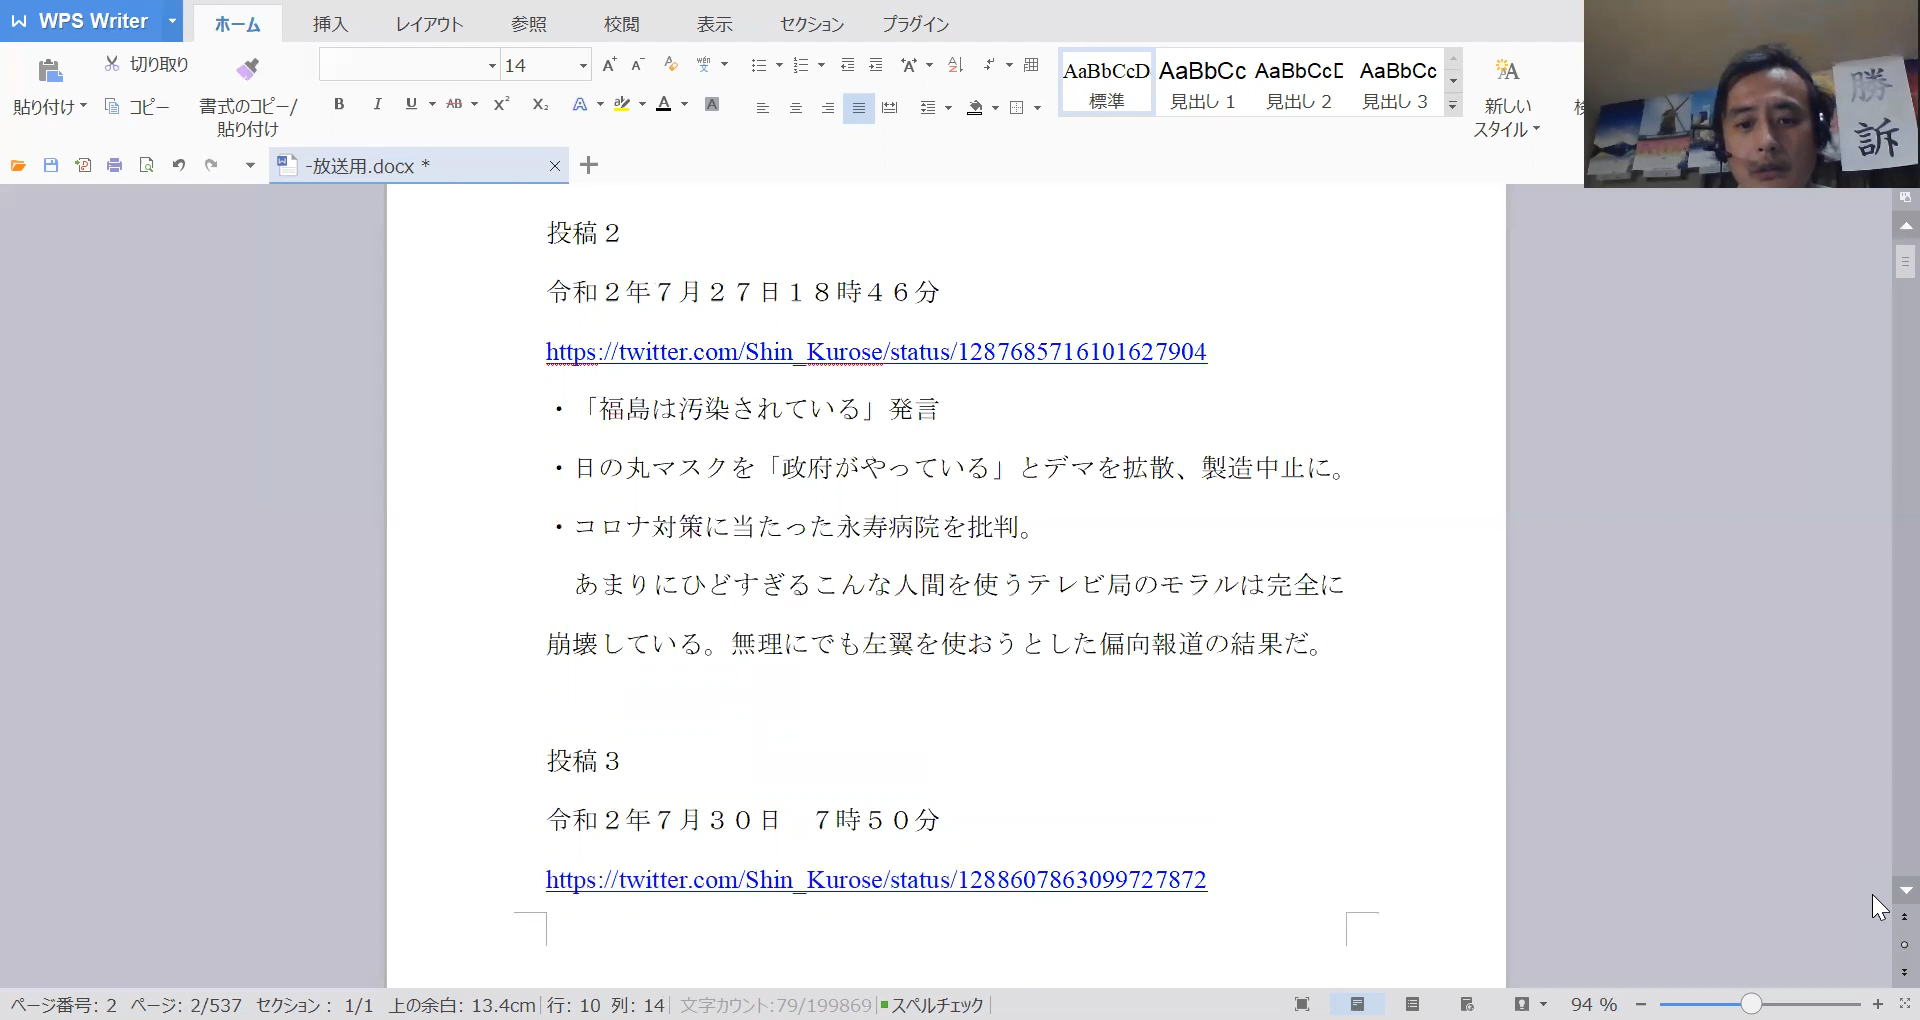 WPS Writer
ホーム
挿入
レイアウト
参照
校閲
表示
セクション
プラグイン
貼り付け
切り取り
コピー
書式のコピー/
貼り付け
14
AaBbCcD
標準
AaBbCc
見出し 1
AaBbCcD
見出し 2
AaBbCc
見出し 3
新しい
スタイル
勝
訴
-放送用.docx *
投稿２
令和２年７月２７日１８時４６分
https://twitter.com/Shin_Kurose/status/1287685716101627904
・「福島は汚染されている」発言
・日の丸マスクを「政府がやっている」とデマを拡散、製造中止に。
・コロナ対策に当たった永寿病院を批判。
　あまりにひどすぎるこんな人間を使うテレビ局のモラルは完全に
崩壊している。無理にでも左翼を使おうとした偏向報道の結果だ。
投稿３
令和２年７月３０日　７時５０分
https://twitter.com/Shin_Kurose/status/1288607863099727872
ページ番号: 2 ページ: 2/537 セクション： 1/1 上の余白: 13.4cm 行: 10 列: 14 文字カウント:79/199869 スペルチェック
94 %